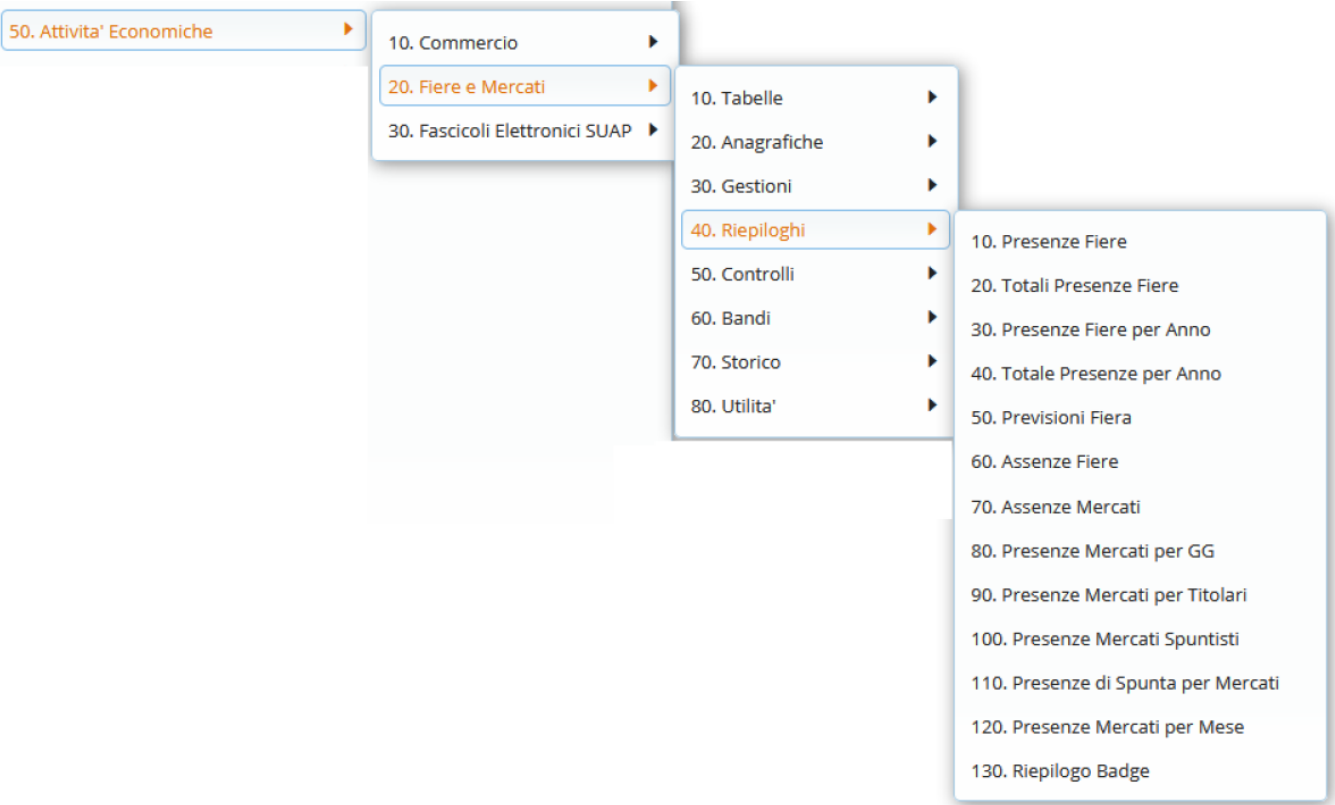 50. Attivita' Economiche
10. Commercio
20. Fiere e Mercati
30. Fascicoli Elettronici SUAP
10. Tabelle
20. Anagrafiche
30. Gestioni
40. Riepiloghi
50. Controlli
60. Bandi
70. Storico
80. Utilita'
10. Presenze Fiere
20. Totali Presenze Fiere
30. Presenze Fiere per Anno
40. Totale Presenze per Anno
50. Previsioni Fiera
60. Assenze Fiere
70. Assenze Mercati
80. Presenze Mercati per GG
90. Presenze Mercati per Titolari
100. Presenze Mercati Spuntisti
110. Presenze di Spunta per Mercati
120. Presenze Mercati per Mese
130. Riepilogo Badge